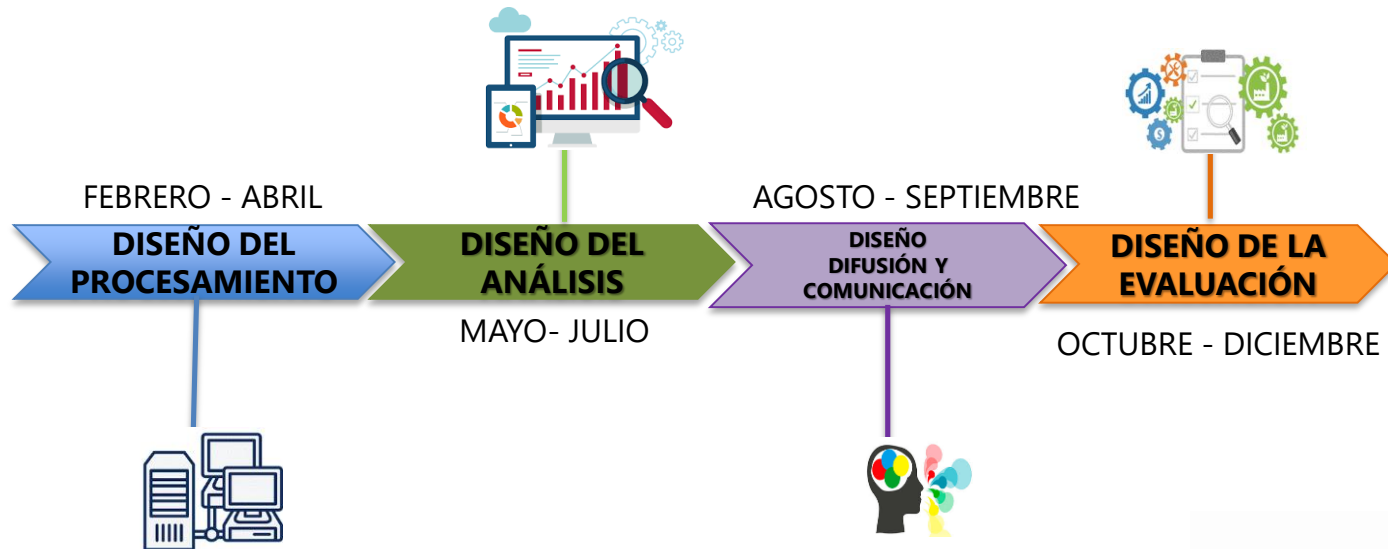 FEBRERO - ABRIL
DISEÑO DEL
PROCESAMIENTO
DISEÑO DEL
ANÁLISIS
MAYO- JULIO
AGOSTO - SEPTIEMBRE
DISEÑO
DIFUSIÓN Y
COMUNICACIÓN
DISEÑO DE LA
EVALUACIÓN
OCTUBRE - DICIEMBRE